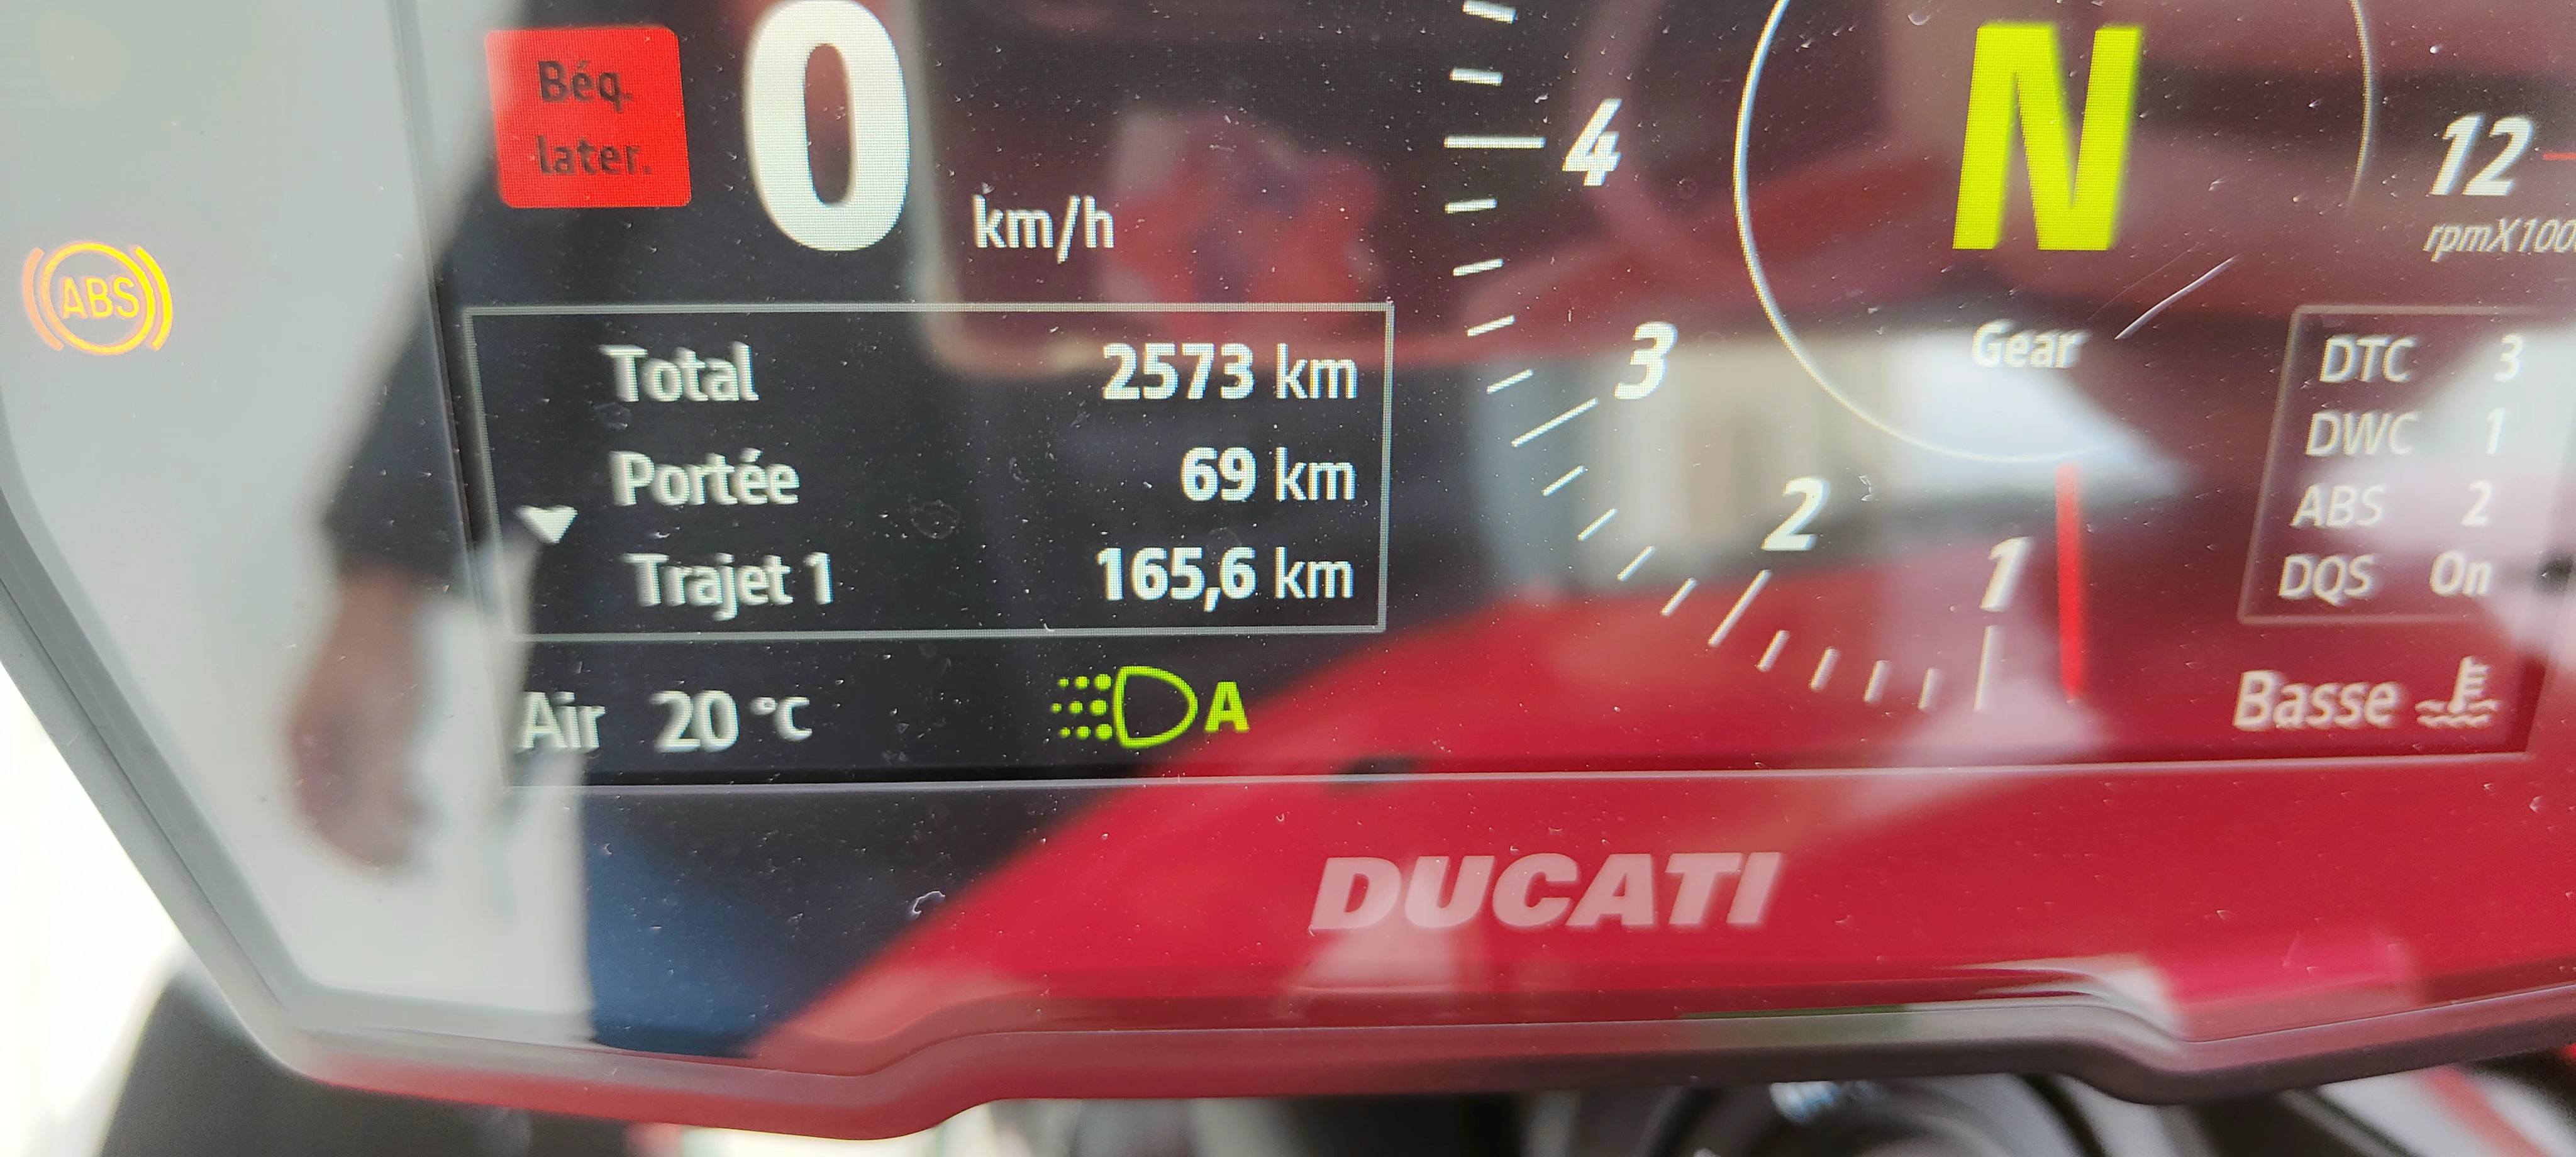 Béq.
later.
0
km/h
4
N
12
ABS
Total 2573 km
Portée 69 km
Trajet 1 165,6 km
3
2
1
Gear
DTC 3
DWC 1
ABS 2
DQS On
Air 20 °C
A
Basse
DUCATI